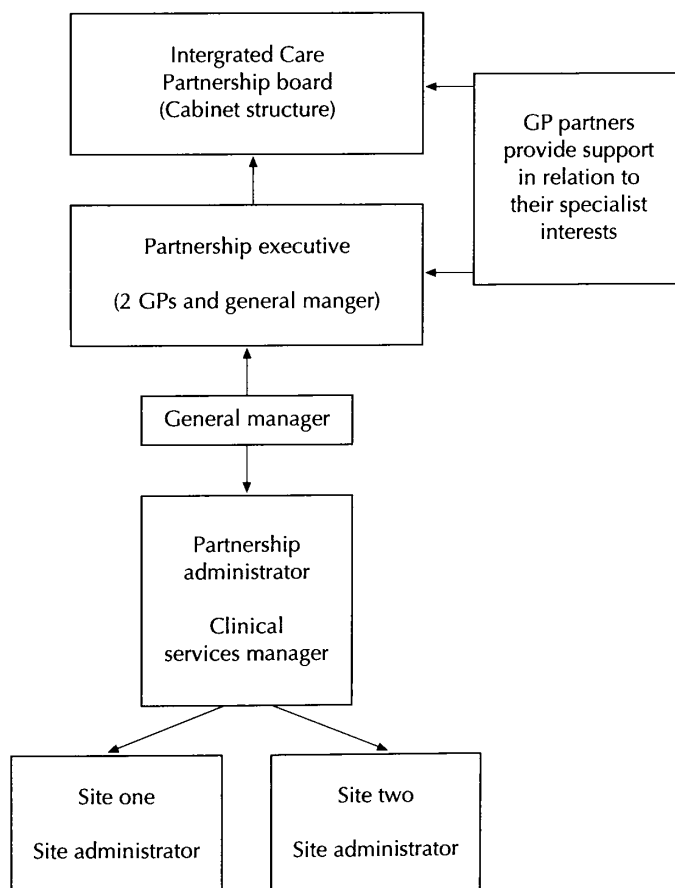 Intergrated Care
Partnership board
(Cabinet structure)
GP partners
provide support
in relation to
their specialist
interests
Partnership executive
(2 GPs and general manger)
General manager
Partnership
administrator
Clinical
services manager
Site one
Site administrator
Site two
Site administrator